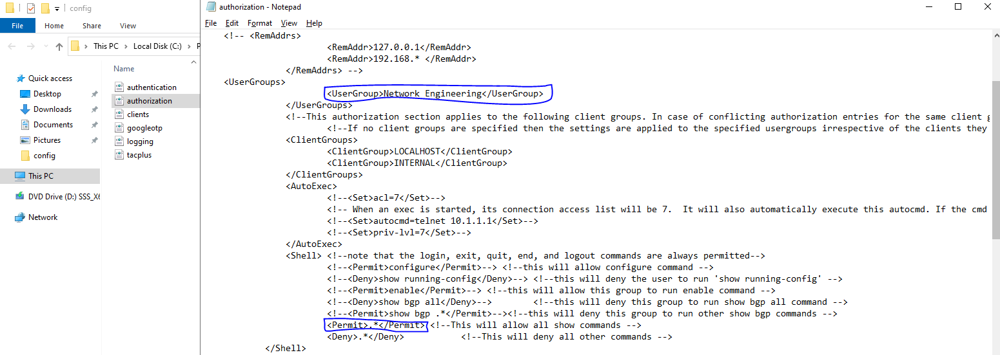 config
authorization - Notepad
File Home Share View
File Edit Format View Help
This PC > Local Disk (C:) > P
Name
Quick access
Desktop
Downloads
Documents
Pictures
config
This PC
DVD Drive (D:) SSS_X6
Network
authentication
authorization
clients
googleotp
logging
tacplus
<!-- <RemAddrs>
<RemAddr>127.0.0.1</RemAddr>
<RemAddr>192.168.* </RemAddr>
</RemAddrs> -->
<UserGroups>
<UserGroup>Network Engineering</UserGroup>
</UserGroups>
<!--This authorization section applies to the following client groups. In case of conflicting authorization entries for the same client g
<!--If no client groups are specified then the settings are applied to the specified usergroups irrespective of the clients they
<ClientGroups>
<ClientGroup>LOCALHOST</ClientGroup>
<ClientGroup>INTERNAL</ClientGroup>
</ClientGroups>
<AutoExec>
<!--<Set>acl=7</Set>-->
<!-- When an exec is started, its connection access list will be 7.  It will also automatically execute this autocmd. If the cmd
<!--<Set>autocmd=telnet 10.1.1.1</Set>-->
<!--<Set>priv-lvl=7</Set>-->
</AutoExec>
<Shell> <!--note that the login, exit, quit, end, and logout commands are always permitted-->
<!--<Permit>configure</Permit>--> <!--this will allow configure command -->
<!--<Deny>show running-config</Deny>--> <!--this will deny the user to run 'show running-config' -->
<!--<Permit>enable</Permit>--> <!--this will allow this group to run enable command -->
<!--<Deny>show bgp all</Deny>--> <!--this will deny this group to run show bgp all command -->
<!--<Permit>show bgp .*</Permit>--><!--this will deny this group to run other show bgp commands -->
<Permit>.*</Permit> <!--This will allow all show commands -->
<Deny>.*</Deny> <!--This will deny all other commands -->
</Shell>